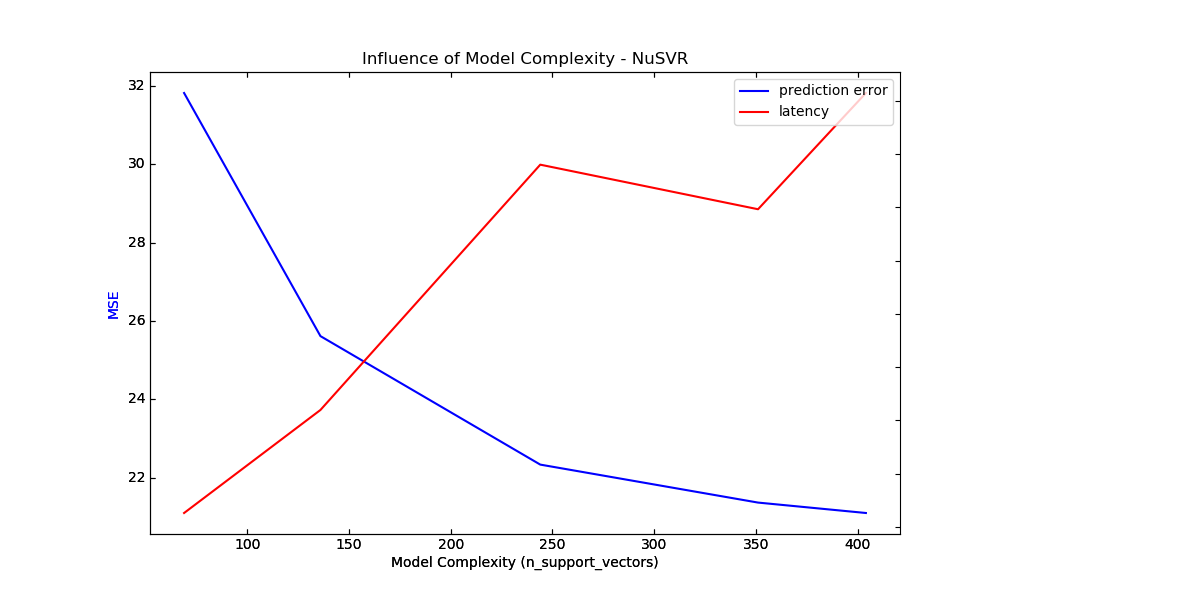 Influence of Model Complexity - NuSVR
prediction error
latency
32
30
28
26
24
22
MSE
100 150 200 250 300 350 400
Model Complexity (n_support_vectors)